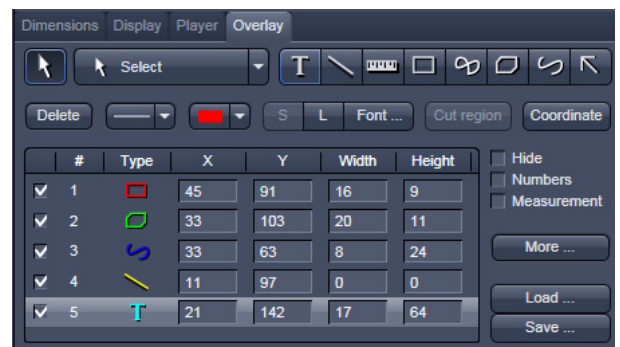 Dimensions Display Player Overlay
Select T
Delete S L Font ... Cut region Coordinate
# Type X Y Width Height
1 45 91 16 9
2 33 103 20 11
3 33 63 8 24
4 11 97 0 0
5 T 21 142 17 64
Hide
Numbers
Measurement
More ...
Load ...
Save ...